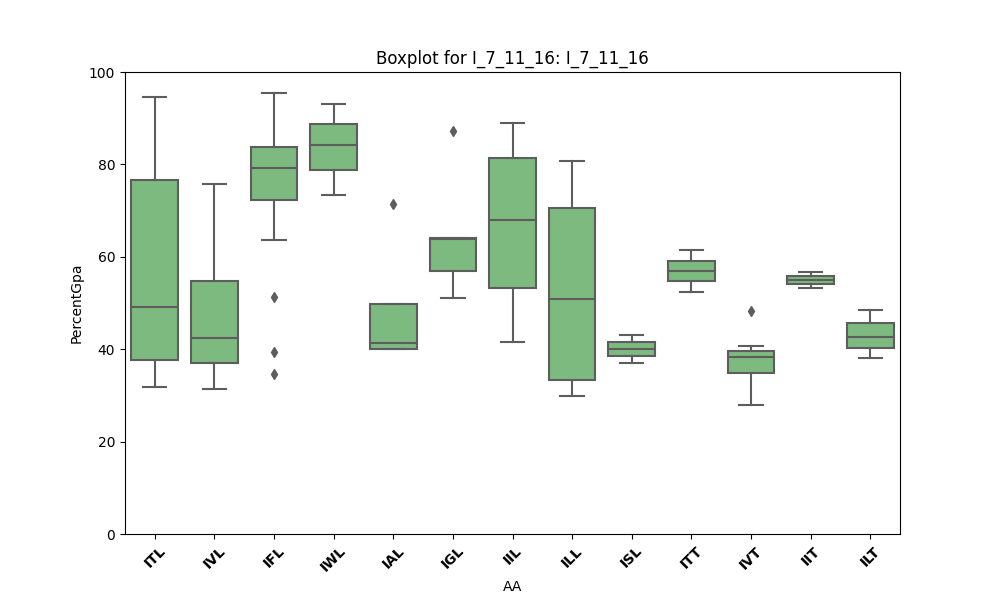 Boxplot for I_7_11_16: I_7_11_16
100
80
60
40
20
0
PercentGpa
ITL IVL IFL IWL IAL IGL IIL ILL ISL ITT IVT IIT ILT
AA